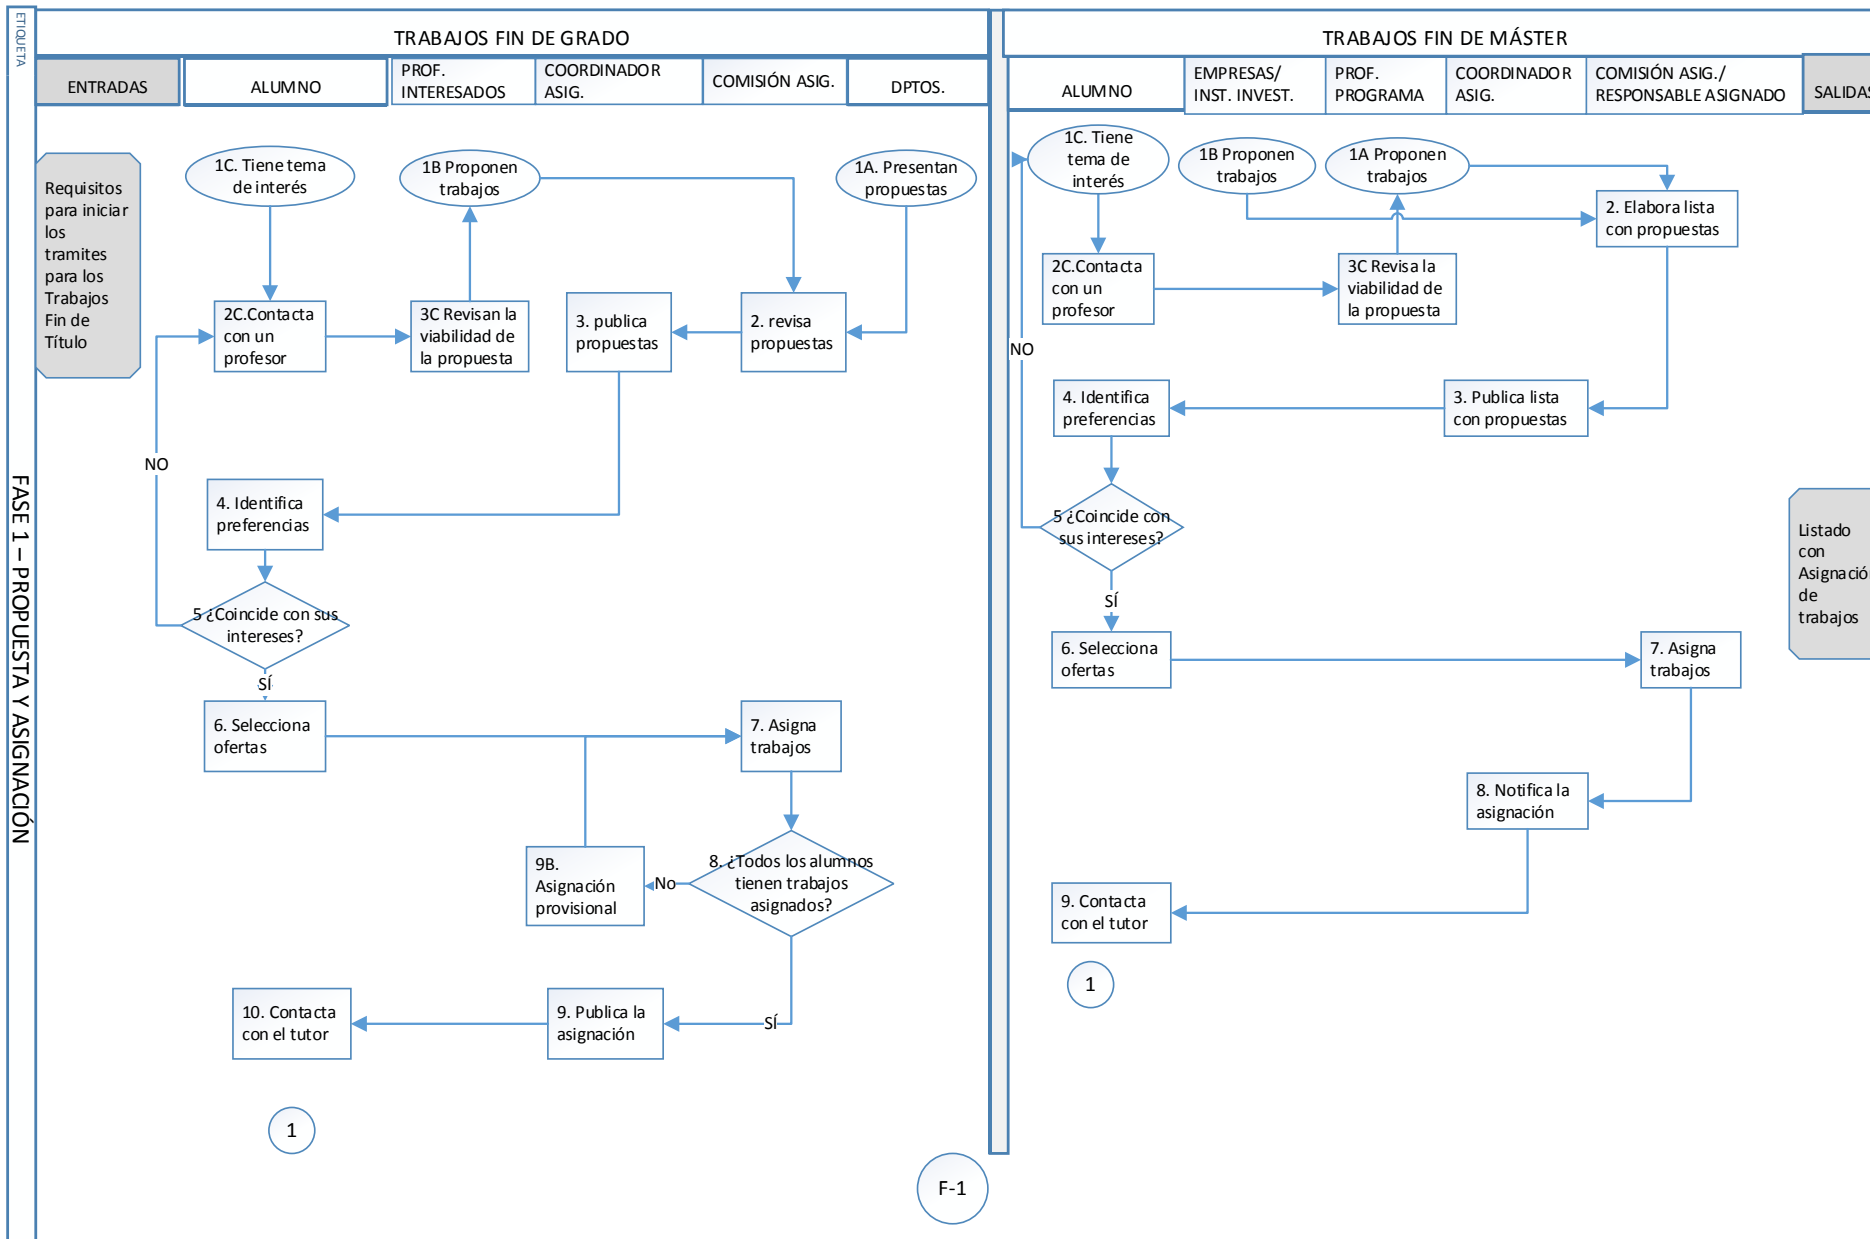 ETIQUETA
FASE 1 – PROPUESTA Y ASIGNACIÓN
TRABAJOS FIN DE GRADO
ENTRADAS
ALUMNO
PROF.
INTERESADOS
COORDINADOR
ASIG.
COMISIÓN ASIG.
DPTOS.
Requisitos
para iniciar
los
tramites
para los
Trabajos
Fin de
Título
1C. Tiene tema
de interés
1B Proponen
trabajos
1A. Presentan
propuestas
2C.Contacta
con un
profesor
3C Revisan la
viabilidad de
la propuesta
3. publica
propuestas
2. revisa
propuestas
NO
4. Identifica
preferencias
5 ¿Coincide con sus
intereses?
SÍ
6. Selecciona
ofertas
7. Asigna
trabajos
9B.
Asignación
provisional
No
8. ¿Todos los alumnos
tienen trabajos
asignados?
SÍ
10. Contacta
con el tutor
9. Publica la
asignación
1
F-1
TRABAJOS FIN DE MÁSTER
ALUMNO
EMPRESAS/
INST. INVEST.
PROF.
PROGRAMA
COORDINADOR
ASIG.
COMISIÓN ASIG./
RESPONSABLE ASIGNADO
SALIDAS
1C. Tiene
tema de
interés
1B Proponen
trabajos
1A Proponen
trabajos
2. Elabora lista
con propuestas
2C.Contacta
con un
profesor
3C Revisa la
viabilidad de
la propuesta
NO
4. Identifica
preferencias
3. Publica lista
con propuestas
5 ¿Coincide con
sus intereses?
SÍ
6. Selecciona
ofertas
7. Asigna
trabajos
Listado
con
Asignación
de
trabajos
8. Notifica la
asignación
9. Contacta
con el tutor
1